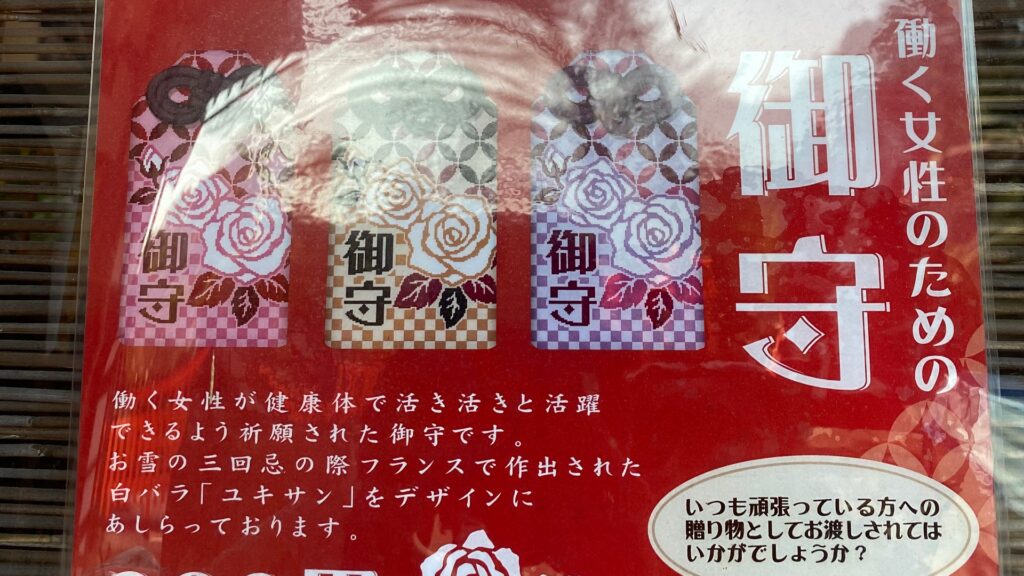 働く女性のための
御守
御守
御守
御守
働く女性が健康体で活き活きと活躍
できるよう祈願された御守です。
お雪の三回忌の際フランスで作出された
白バラ「ユキサン」をデザインに
あしらっております。
いつも頑張っている方への
贈り物としてお渡しされては
いかがでしょうか?